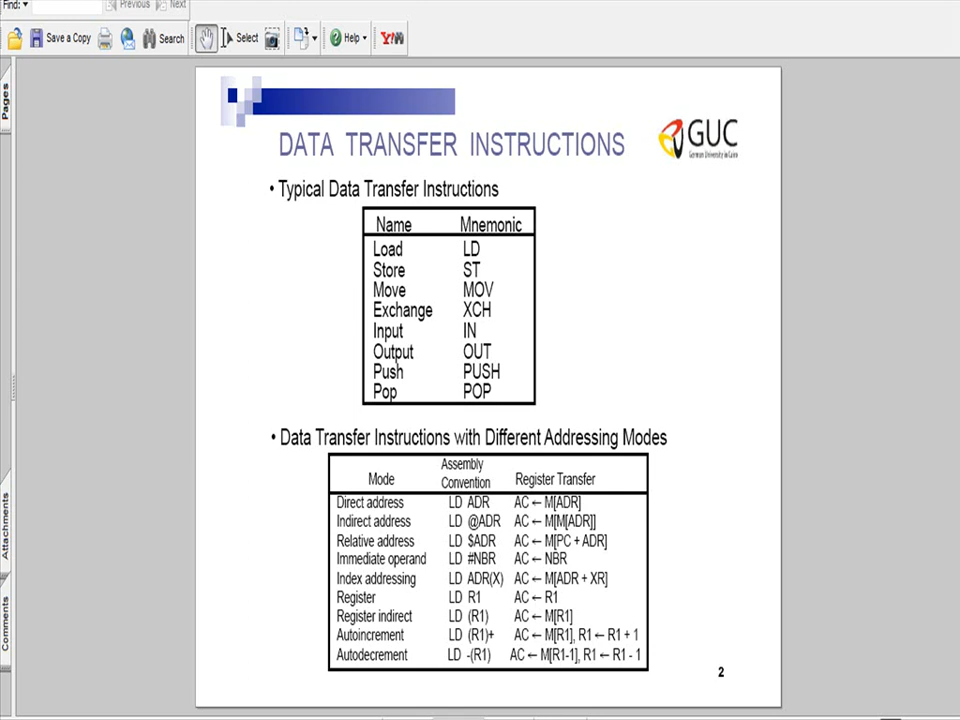 Find:
Previous Next
Save a Copy Search Select Help Y!
Pages
DATA TRANSFER INSTRUCTIONS
GUC
German University in Cairo
• Typical Data Transfer Instructions
Name Mnemonic
Load LD
Store ST
Move MOV
Exchange XCH
Input IN
Output OUT
Push PUSH
Pop POP
• Data Transfer Instructions with Different Addressing Modes
Mode Assembly Convention Register Transfer
Direct address LD ADR AC ← M[ADR]
Indirect address LD @ADR AC ← M[M[ADR]]
Relative address LD $ADR AC ← M[PC + ADR]
Immediate operand LD #NBR AC ← NBR
Index addressing LD ADR(X) AC ← M[ADR + XR]
Register LD R1 AC ← R1
Register indirect LD (R1) AC ← M[R1]
Autoincrement LD (R1)+ AC ← M[R1], R1 ← R1 + 1
Autodecrement LD -(R1) AC ← M[R1-1], R1 ← R1 - 1
Attachments
Comments
2